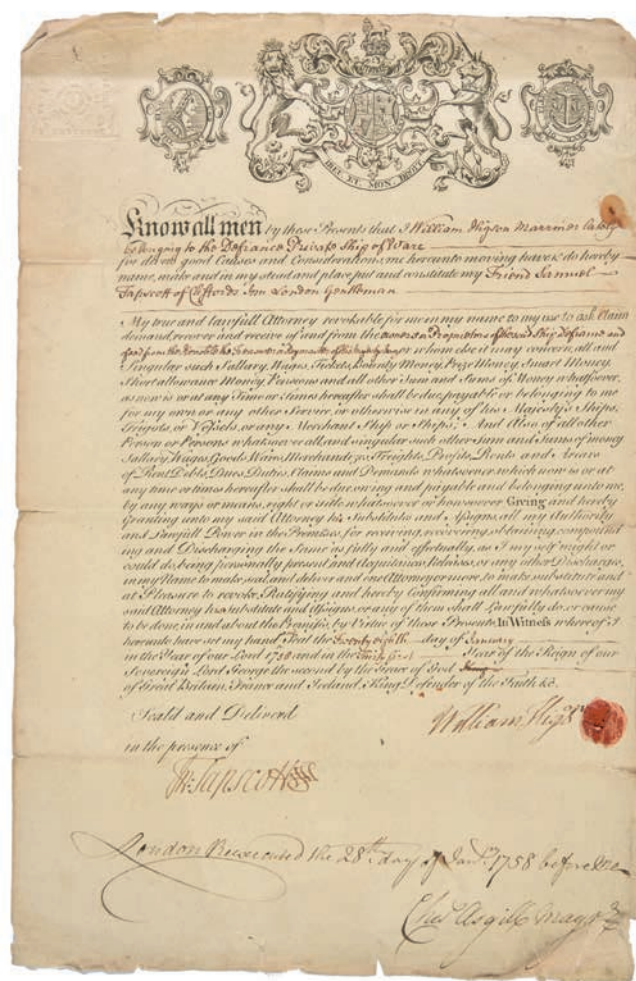 DIEU ET MON DROIT
Know all men by these Presents that I William Higson Marriner lately
belonging to the Defiance Private Ship of Warr
for divers good Causes and Considerations me hereunto moving have & do hereby
name, make and in my stead and place, put and constitute my Friend Samuel
Tapscott of Cliffords Inn London Gentleman
My true and lawfull Attorney revokable for me in my name to my use to ask Claim
demand, recover and receive of and from the Proprietors of the said Ship Defiance and
whom else it may concern, all and
Singular such Sallary, Wages, Tickets, Bounty Money, Prize Money, Smart Money,
Short allowance Money, Pensions and all other Sum and Sums of Money whatsoever,
as now is or at any Time or Times hereafter shall be due, payable or belonging to me
for my own or any other Service, or otherwise in any of his Majesty's Ships,
Frigots, or Vessels, or any Merchant Ship or Ships; And Also of all other
Person or Persons whatsoever all and singular such other Sum and Sums of money
Sallary, Wages, Goods, Wares, Merchandizes, Freights, Profits, Rents and Arears
of Rent Debts, Dues, Duties, Claims and Demands whatsoever, which now is or at
any time or times hereafter shall be due, owing and payable and belonging unto me,
by any ways or means, right or title whatsoever or howsoever Giving and hereby
Granting unto my said Attorney his Substitutes and Assigns, all my Authority
and Lawfull Power in the Premises, for receiving, recovering, obtaining, compound
ing and Discharging the Same as fully and effectually, as I my self might or
could do, being personally present and Acquittances, Releases, or any other Discharges,
in my Name to make, seal, and deliver and one Attorney or more, to make, substitute and
at Pleasure to revoke, Ratifying and hereby Confirming all and whatsoever my
said Attorney his Substitute and Assigns or any of them shall Lawfully do, or cause
to be done, in and about the Premises, by Virtue of these Presents. In Witness whereof I
hereunto have set my hand & Seal the Twenty eighth day of January
in the Year of our Lord 1758 and in the Thirty first Year of the Reign of our
Sovereign Lord George the second by the Grace of God
of Great Britain, France and Ireland, King Defender of the Faith &c.
Seald and Deliverd
William Higson
in the presence of
Tapscott
London Executed the 28th day of Janry 1758 before Me
Chas Asgill Mayor